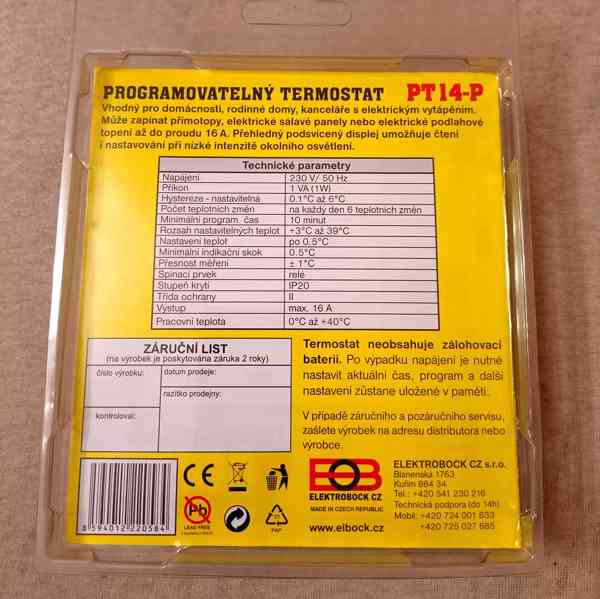 PROGRAMOVATELNÝ TERMOSTAT PT14-P
Vhodný pro domácnosti, rodinné domy, kanceláře s elektrickým vytápěním.
Může zapínat přímotopy, elektrické sálavé panely nebo elektrické podlahové
topení až do proudu 16 A. Přehledný podsvícený displej umožňuje čtení
i nastavování při nízké intenzitě okolního osvětlení.
Technické parametry
Napájení 230 V/ 50 Hz
Příkon 1 VA (1W)
Hystereze - nastavitelná 0.1°C až 6°C
Počet teplotních změn na každý den 6 teplotních změn
Minimální program. čas 10 minut
Rozsah nastavitelných teplot +3°C až 39°C
Nastavení teplot po 0.5°C
Minimální indikační skok 0.5°C
Přesnost měření ± 1°C
Spínací prvek relé
Stupeň krytí IP20
Třída ochrany II
Výstup max. 16 A
Pracovní teplota 0°C až +40°C
ZÁRUČNÍ LIST
(na výrobek je poskytována záruka 2 roky)
číslo výrobku: datum prodeje:
razítko prodejny:
kontroloval:
Termostat neobsahuje zálohovací
baterii. Po výpadku napájení je nutné
nastavit aktuální čas, program a další
nastavení zůstane uložené v paměti.
V případě záručního a pozáručního servisu,
zašlete výrobek na adresu distributora nebo
výrobce.
8 594012 220584
CE
Pb
LEAD FREE
PAP
EOB
ELEKTROBOCK CZ
MADE IN CZECH REPUBLIC
www.elbock.cz
ELEKTROBOCK CZ s.r.o.
Blanenská 1763
Kuřim 664 34
Tel.: +420 541 230 216
Technická podpora (do 14h)
Mobil: +420 724 001 633
+420 725 027 685